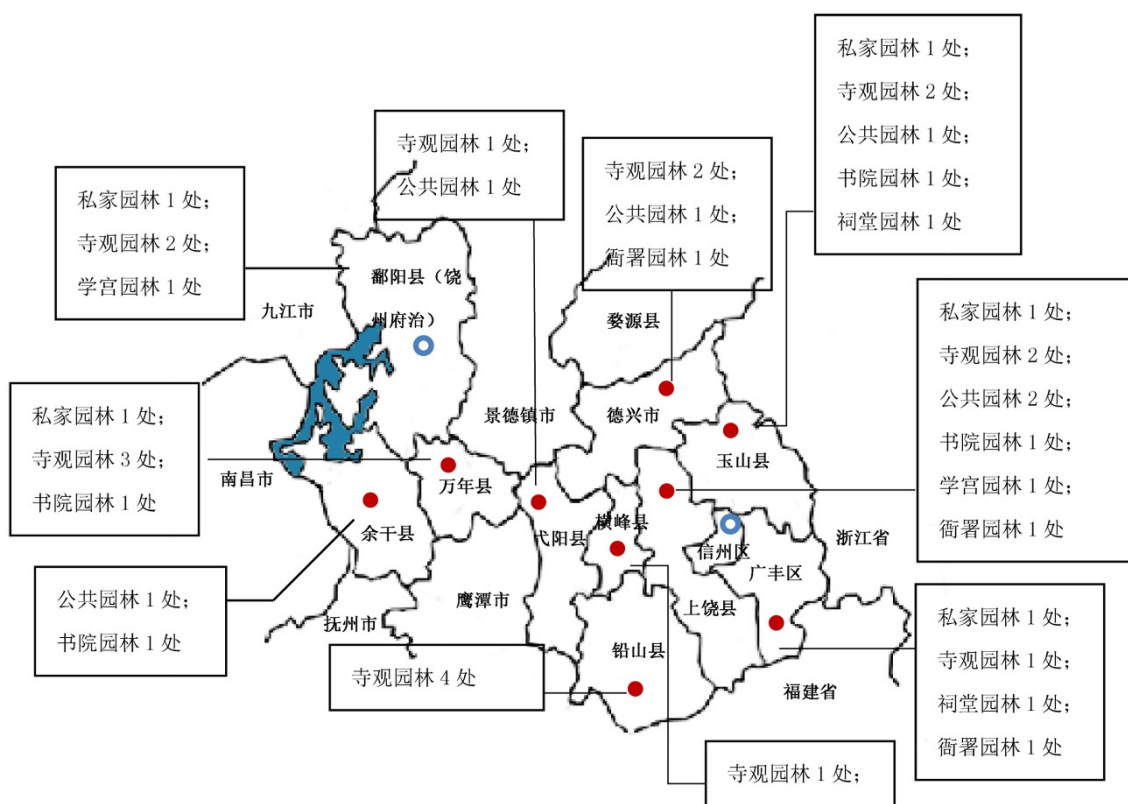 私家园林 1 处；
寺观园林 2 处；
公共园林 1 处；
书院园林 1 处；
祠堂园林 1 处
寺观园林 1 处；
公共园林 1 处
寺观园林 2 处；
公共园林 1 处；
衙署园林 1 处
私家园林 1 处；
寺观园林 2 处；
学宫园林 1 处
鄱阳县（饶
州府治）
九江市
婺源县
私家园林 1 处；
寺观园林 2 处；
公共园林 2 处；
书院园林 1 处；
学宫园林 1 处；
衙署园林 1 处
私家园林 1 处；
寺观园林 3 处；
书院园林 1 处
景德镇市
德兴市
玉山县
南昌市
万年县
余干县
弋阳县
横峰县
信州区
浙江省
广丰区
公共园林 1 处；
书院园林 1 处
抚州市
鹰潭市
上饶县
铅山县
寺观园林 4 处
福建省
私家园林 1 处；
寺观园林 1 处；
祠堂园林 1 处；
衙署园林 1 处
寺观园林 1 处；